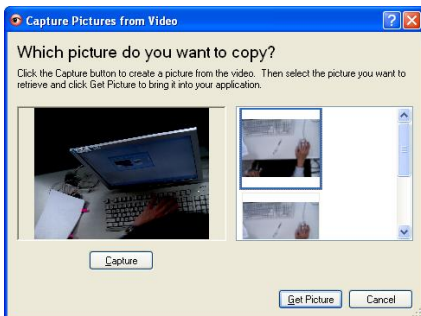 Capture Pictures from Video
Which picture do you want to copy?
Click the Capture button to create a picture from the video. Then select the picture you want to
retrieve and click Get Picture to bring it into your application.
Capture
Get Picture
Cancel